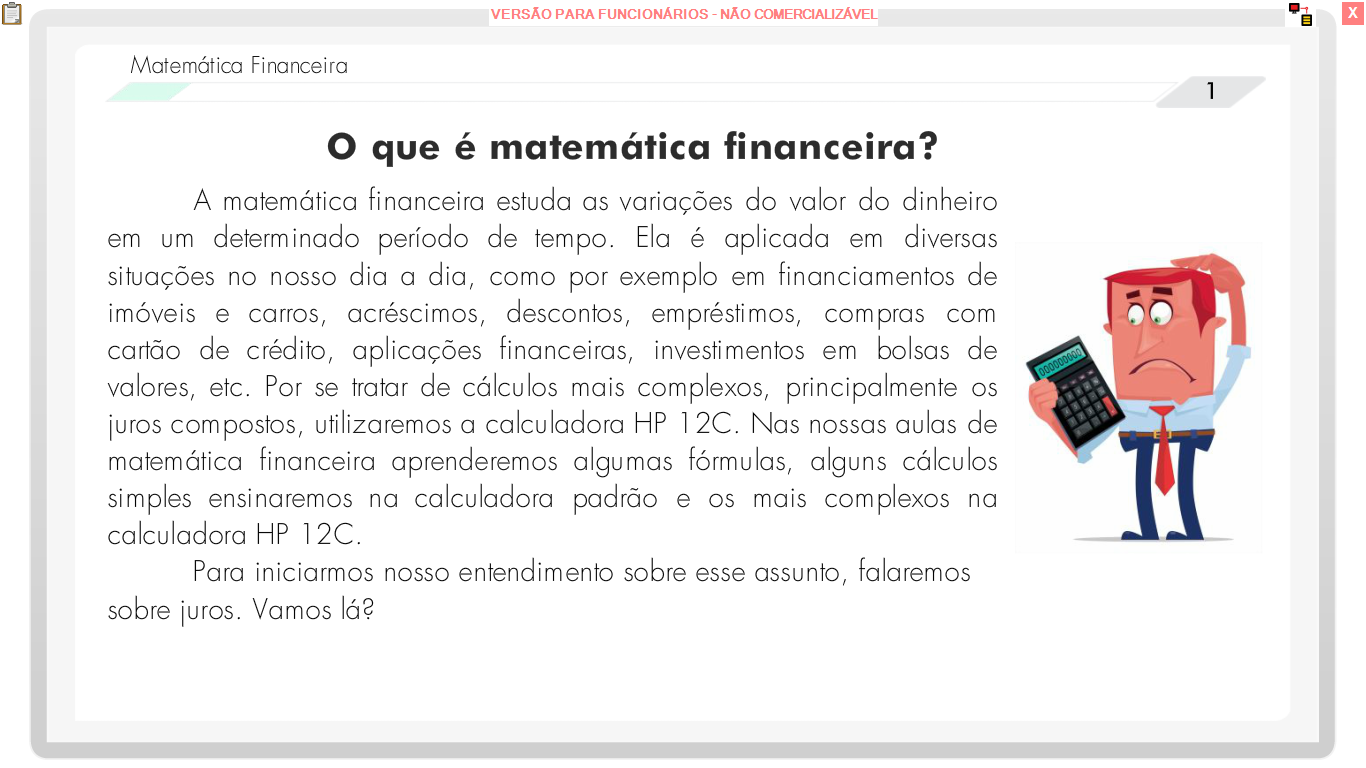 VERSÃO PARA FUNCIONÁRIOS - NÃO COMERCIALIZÁVEL
X
Matemática Financeira
1
O que é matemática financeira?
A matemática financeira estuda as variações do valor do dinheiro
em um determinado período de tempo. Ela é aplicada em diversas
situações no nosso dia a dia, como por exemplo em financiamentos de
imóveis e carros, acréscimos, descontos, empréstimos, compras com
cartão de crédito, aplicações financeiras, investimentos em bolsas de
valores, etc. Por se tratar de cálculos mais complexos, principalmente os
juros compostos, utilizaremos a calculadora HP 12C. Nas nossas aulas de
matemática financeira aprenderemos algumas fórmulas, alguns cálculos
simples ensinaremos na calculadora padrão e os mais complexos na
calculadora HP 12C.
Para iniciarmos nosso entendimento sobre esse assunto, falaremos
sobre juros. Vamos lá?